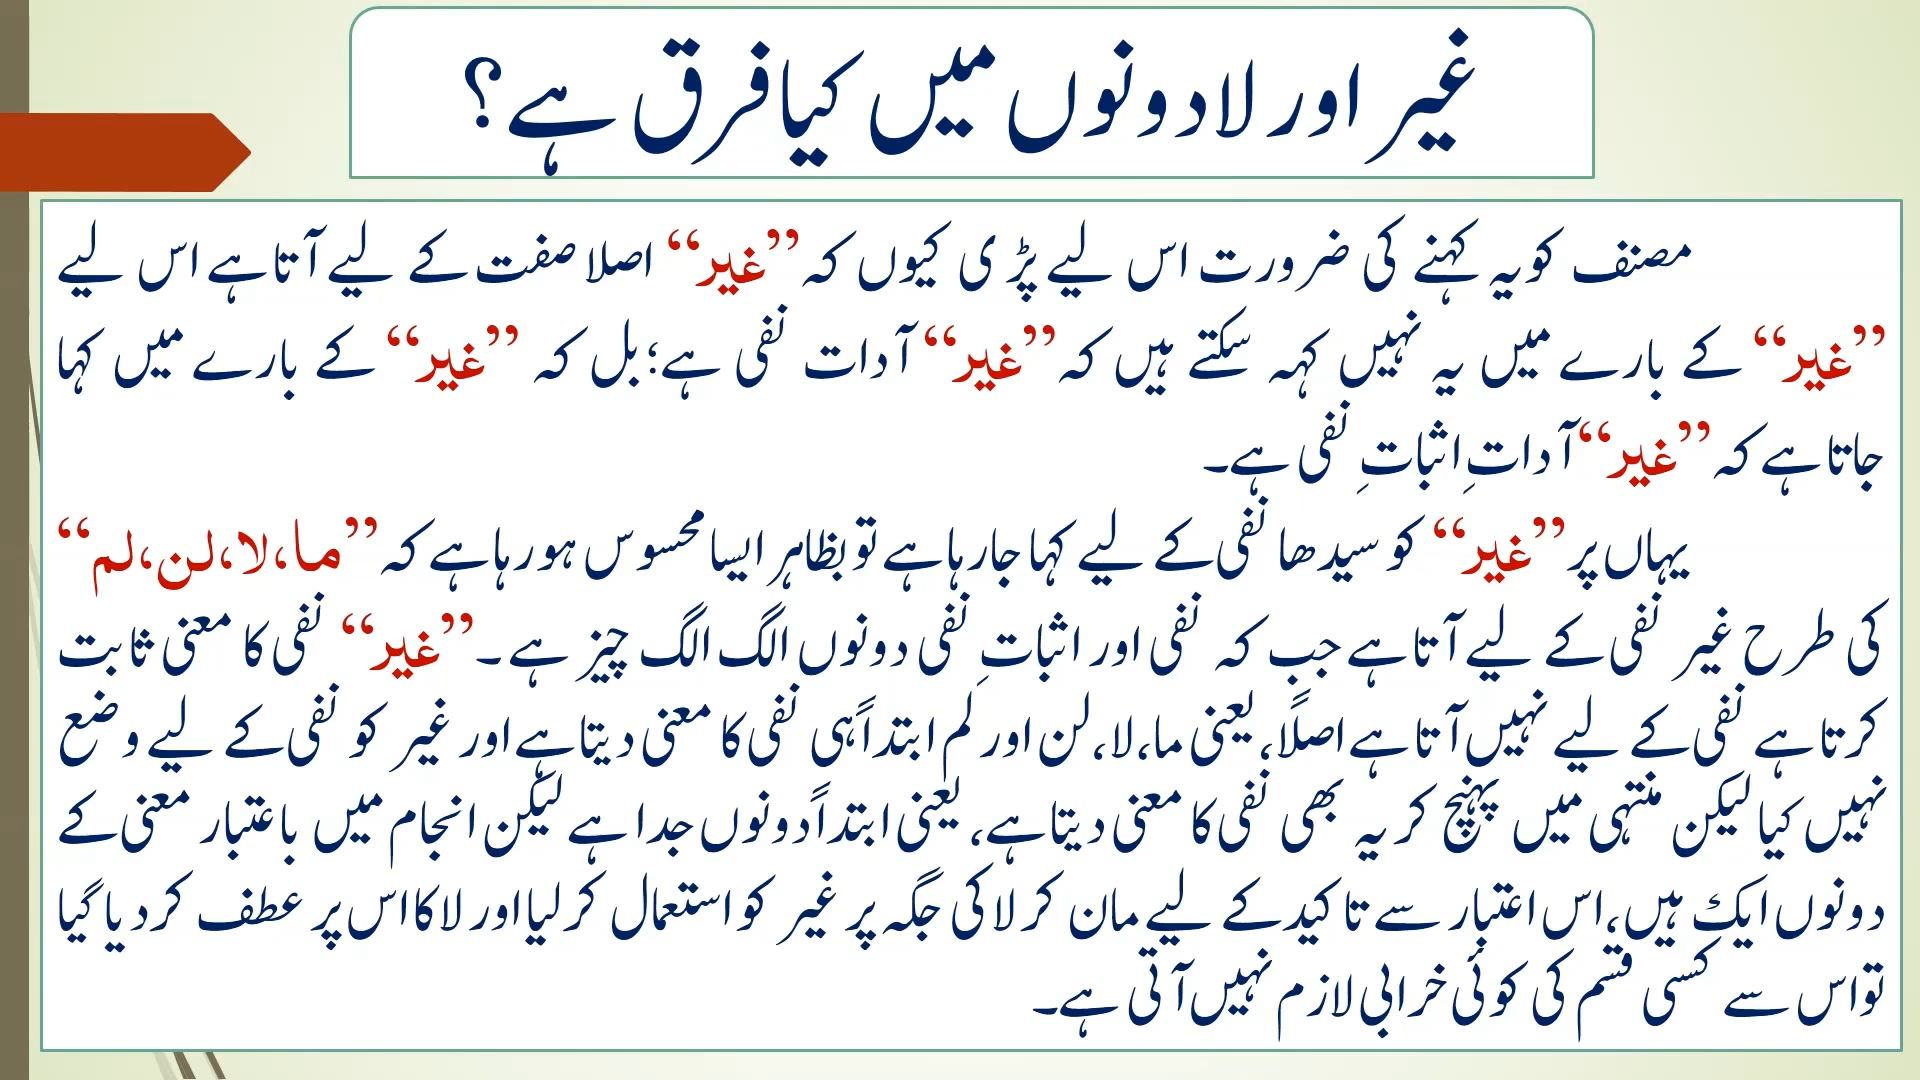 غیر اور لا دونوں میں کیا فرق ہے؟
مصنف کو یہ کہنے کی ضرورت اس لیے پڑی کیوں کہ ’’غیر‘‘ اصلا صفت کے لیے آتا ہے اس لیے
’’غیر‘‘ کے بارے میں یہ نہیں کہہ سکتے ہیں کہ ’’غیر‘‘ آدات نفی ہے؛ بل کہ ’’غیر‘‘ کے بارے میں کہا
جاتا ہے کہ ’’غیر‘‘ آداتِ اثباتِ نفی ہے۔
یہاں پر ’’غیر‘‘ کو سیدھا نفی کے لیے کہا جا رہا ہے تو بظاہر ایسا محسوس ہو رہا ہے کہ ’’ما،لا،لن،لم‘‘
کی طرح غیر نفی کے لیے آتا ہے جب کہ نفی اور اثباتِ نفی دونوں الگ الگ چیز ہے۔ ’’غیر‘‘ نفی کا معنی ثابت
کرتا ہے نفی کے لیے نہیں آتا ہے اصلًا، یعنی ما،لا،لن اور لم ابتداًہی نفی کا معنی دیتا ہے اور غیر کو نفی کے لیے وضع
نہیں کیا لیکن منتہی میں پہنچ کر یہ بھی نفی کا معنی دیتا ہے، یعنی ابتداًدونوں جدا ہے لیکن انجام میں باعتبار معنی کے
دونوں ایک ہیں،اس اعتبار سے تاکید کے لیے مان کر لا کی جگہ پر غیر کو استعمال کر لیا اور لا کا اس پر عطف کر دیا گیا
تو اس سے کسی قسم کی کوئی خرابی لازم نہیں آتی ہے۔